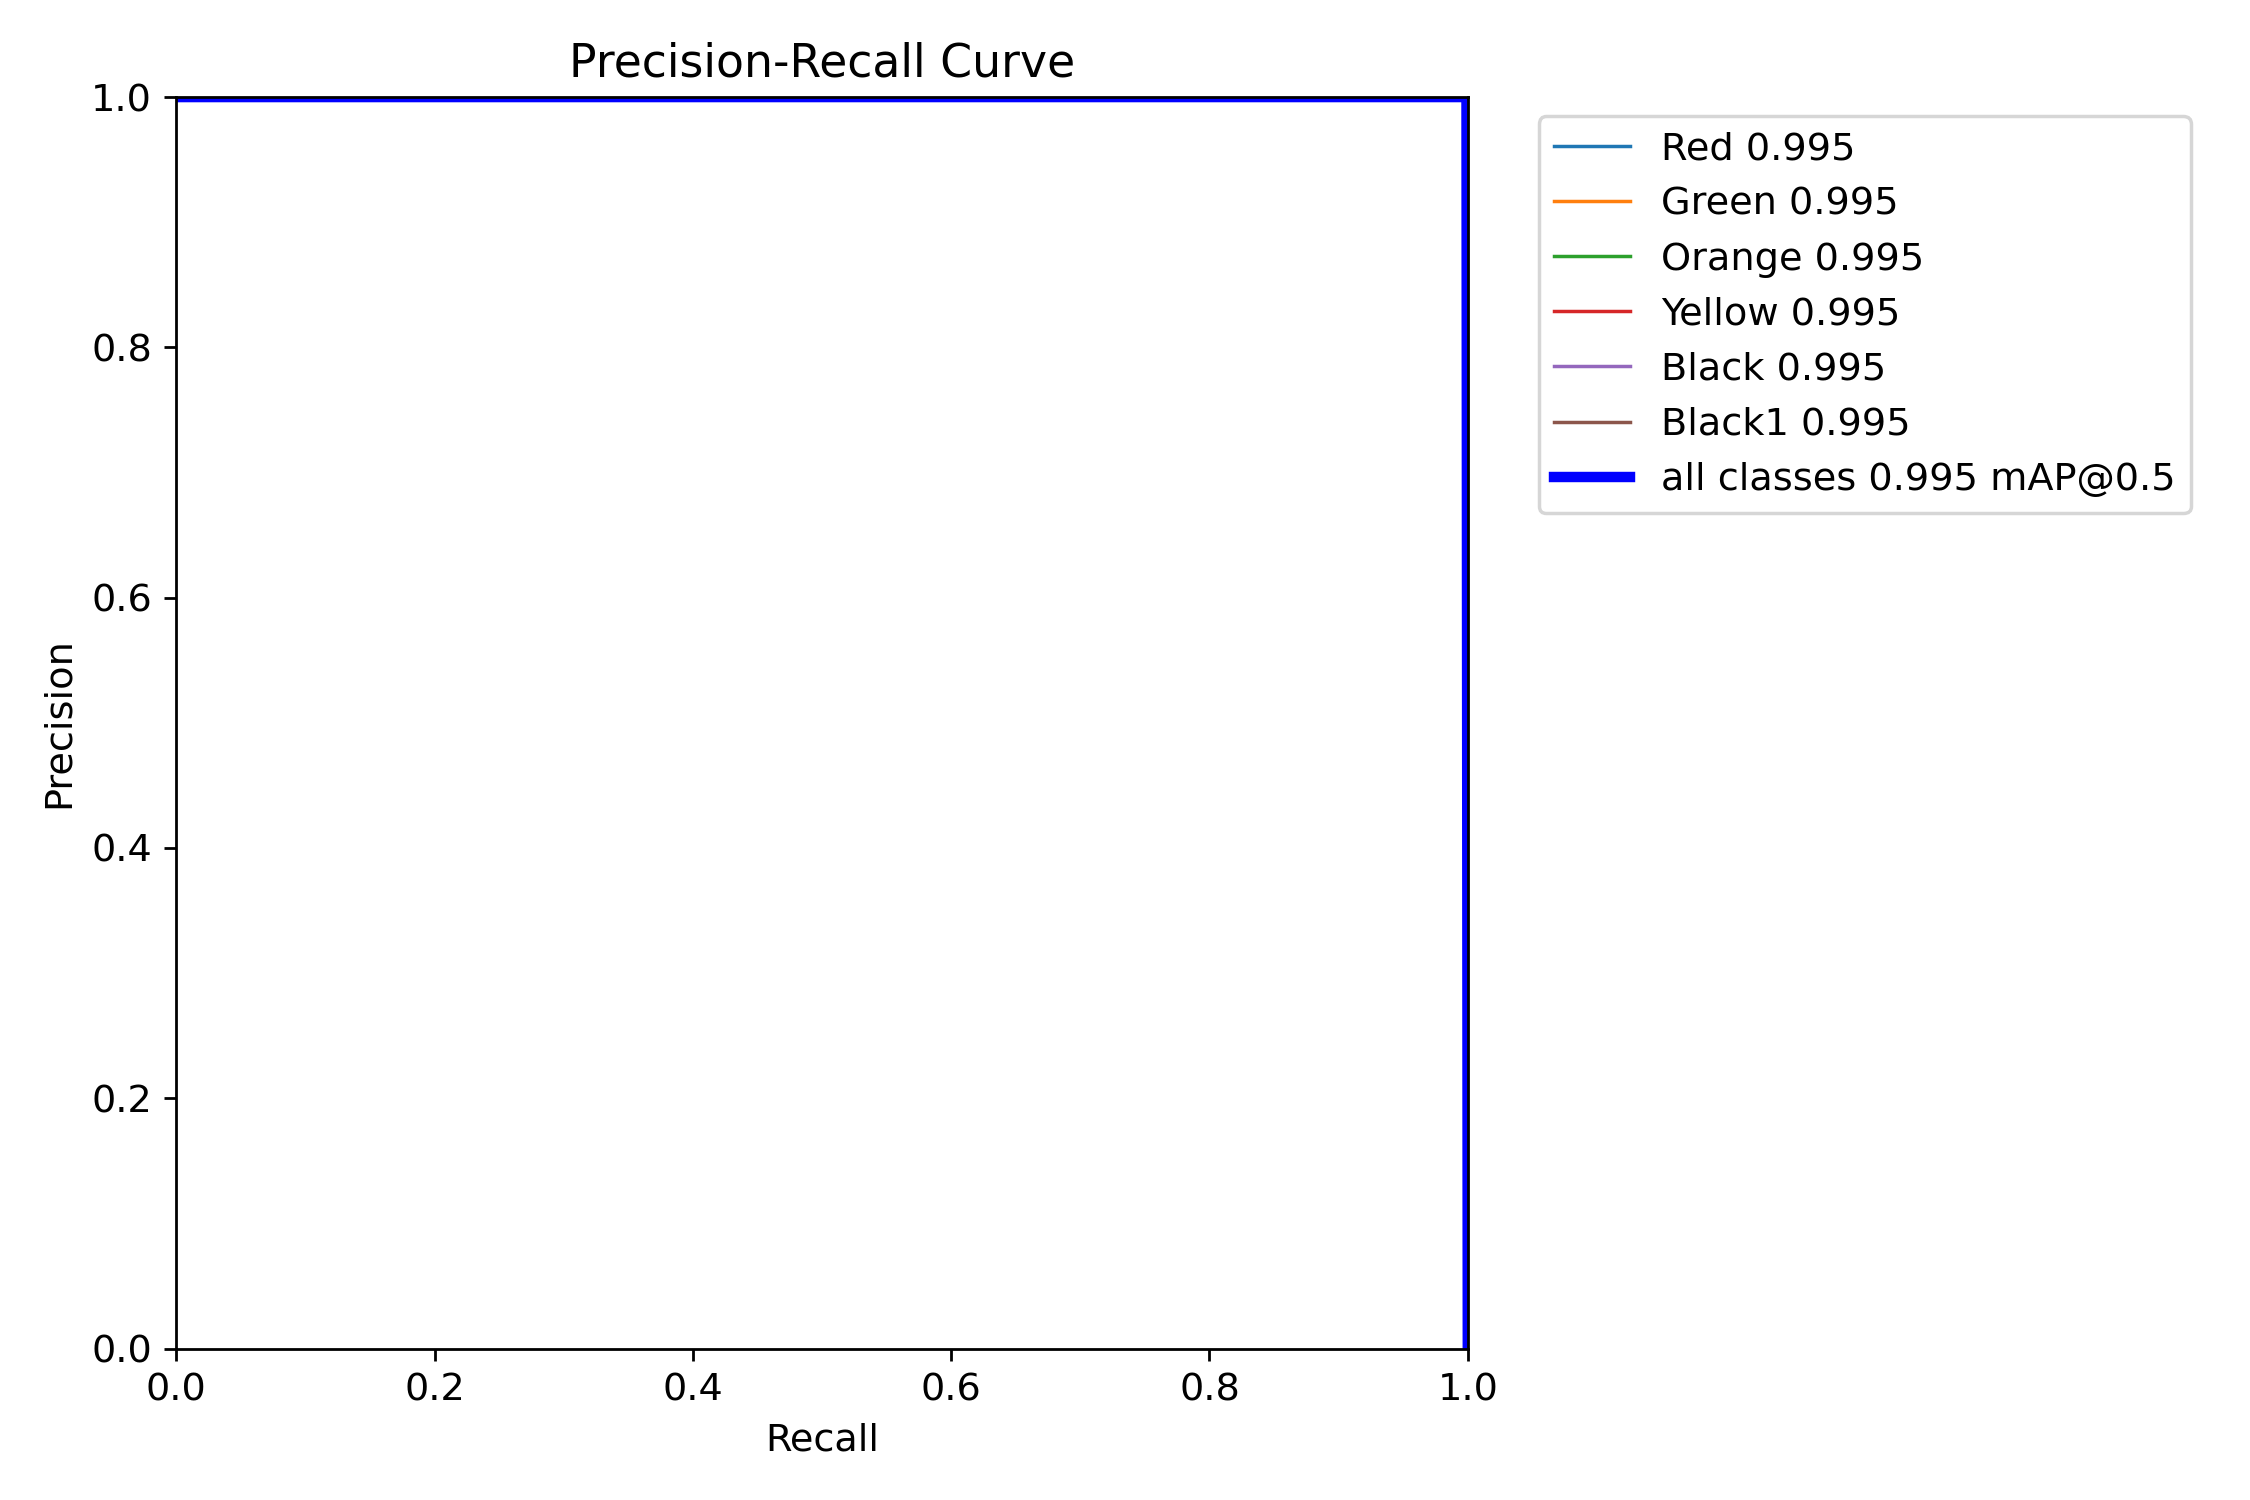 Precision-Recall Curve
1.0
0.8
0.6
0.4
0.2
0.0
Precision
0.0 0.2 0.4 0.6 0.8 1.0
Recall
Red 0.995
Green 0.995
Orange 0.995
Yellow 0.995
Black 0.995
Black1 0.995
all classes 0.995 mAP@0.5